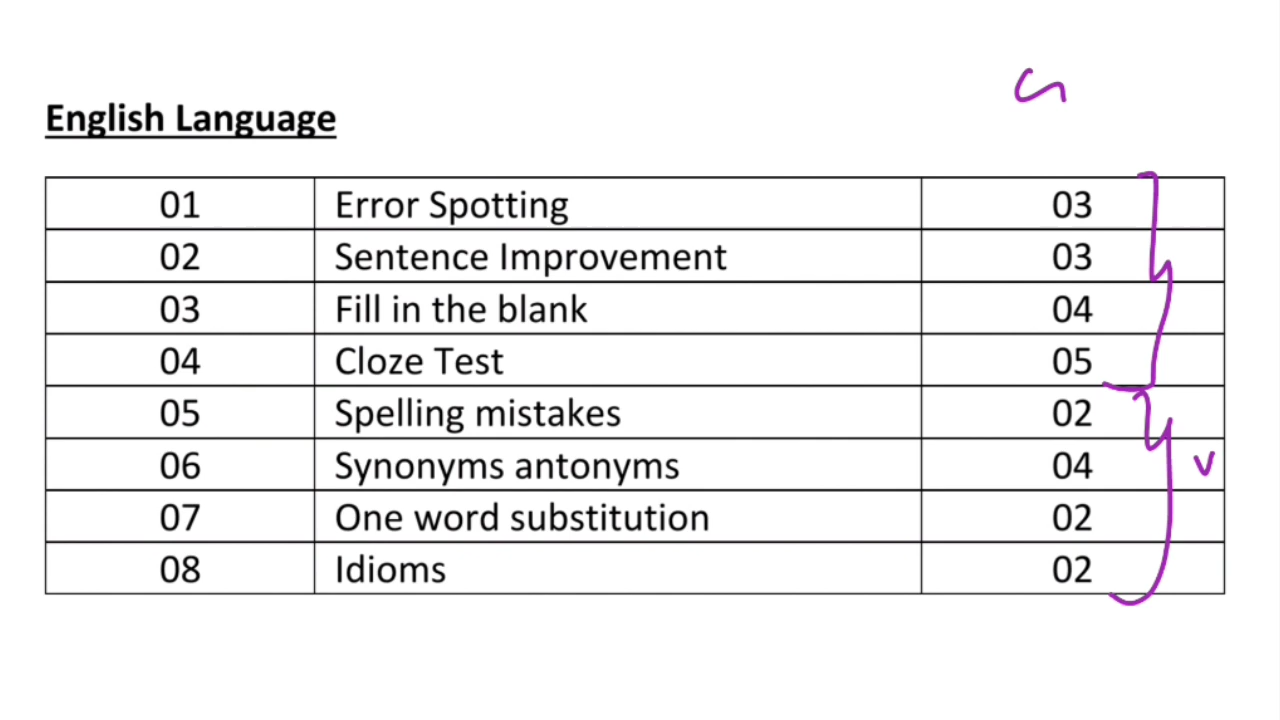 English Language
01 Error Spotting 03
02 Sentence Improvement 03
03 Fill in the blank 04
04 Cloze Test 05
05 Spelling mistakes 02
06 Synonyms antonyms 04 v
07 One word substitution 02
08 Idioms 02